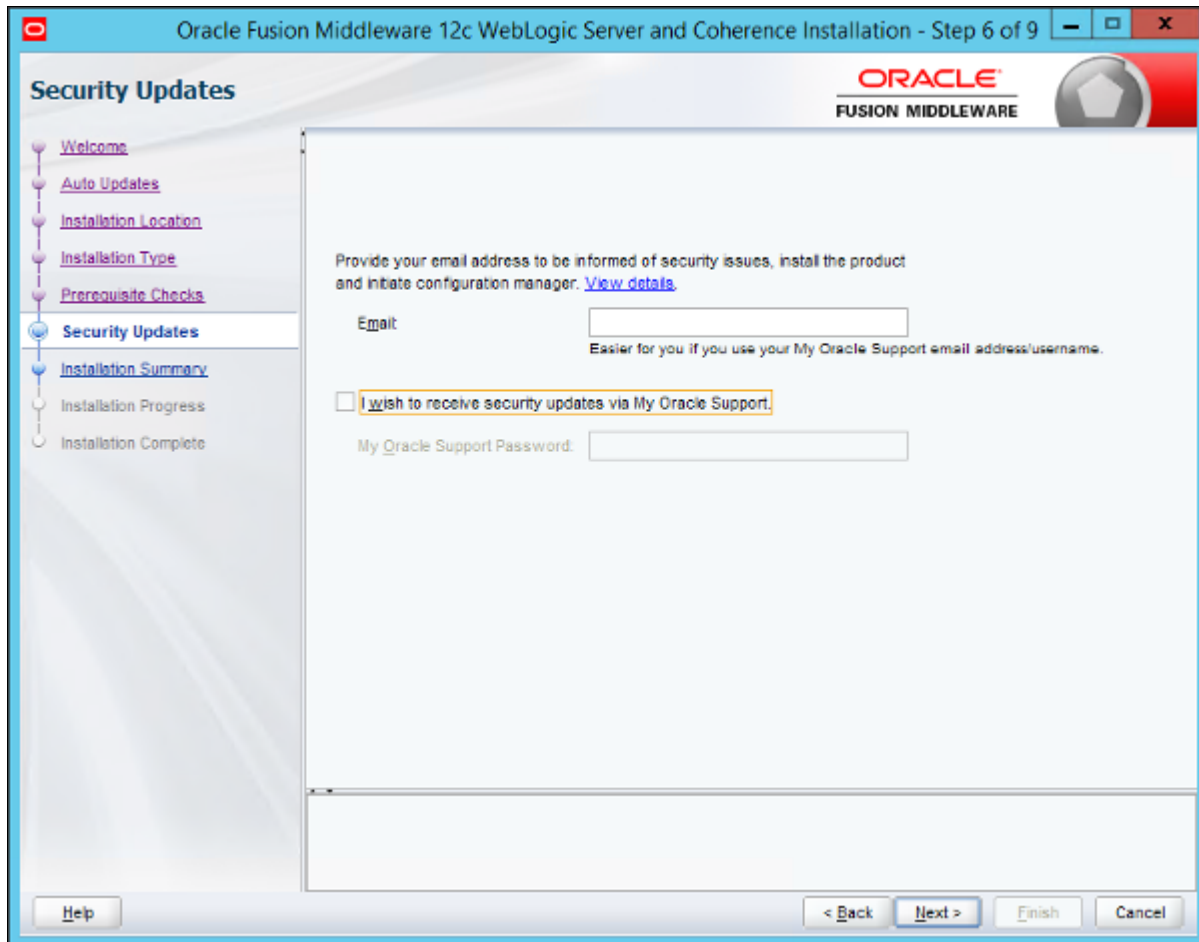 Oracle Fusion Middleware 12c WebLogic Server and Coherence Installation - Step 6 of 9
Security Updates
ORACLE
FUSION MIDDLEWARE
Welcome
Auto Updates
Installation Location
Installation Type
Prerequisite Checks
Security Updates
Installation Summary
Installation Progress
Installation Complete
Provide your email address to be informed of security issues, install the product
and initiate configuration manager. View details.
Email:
Easier for you if you use your My Oracle Support email address/username.
I wish to receive security updates via My Oracle Support.
My Oracle Support Password:
Help
< Back
Next >
Finish
Cancel